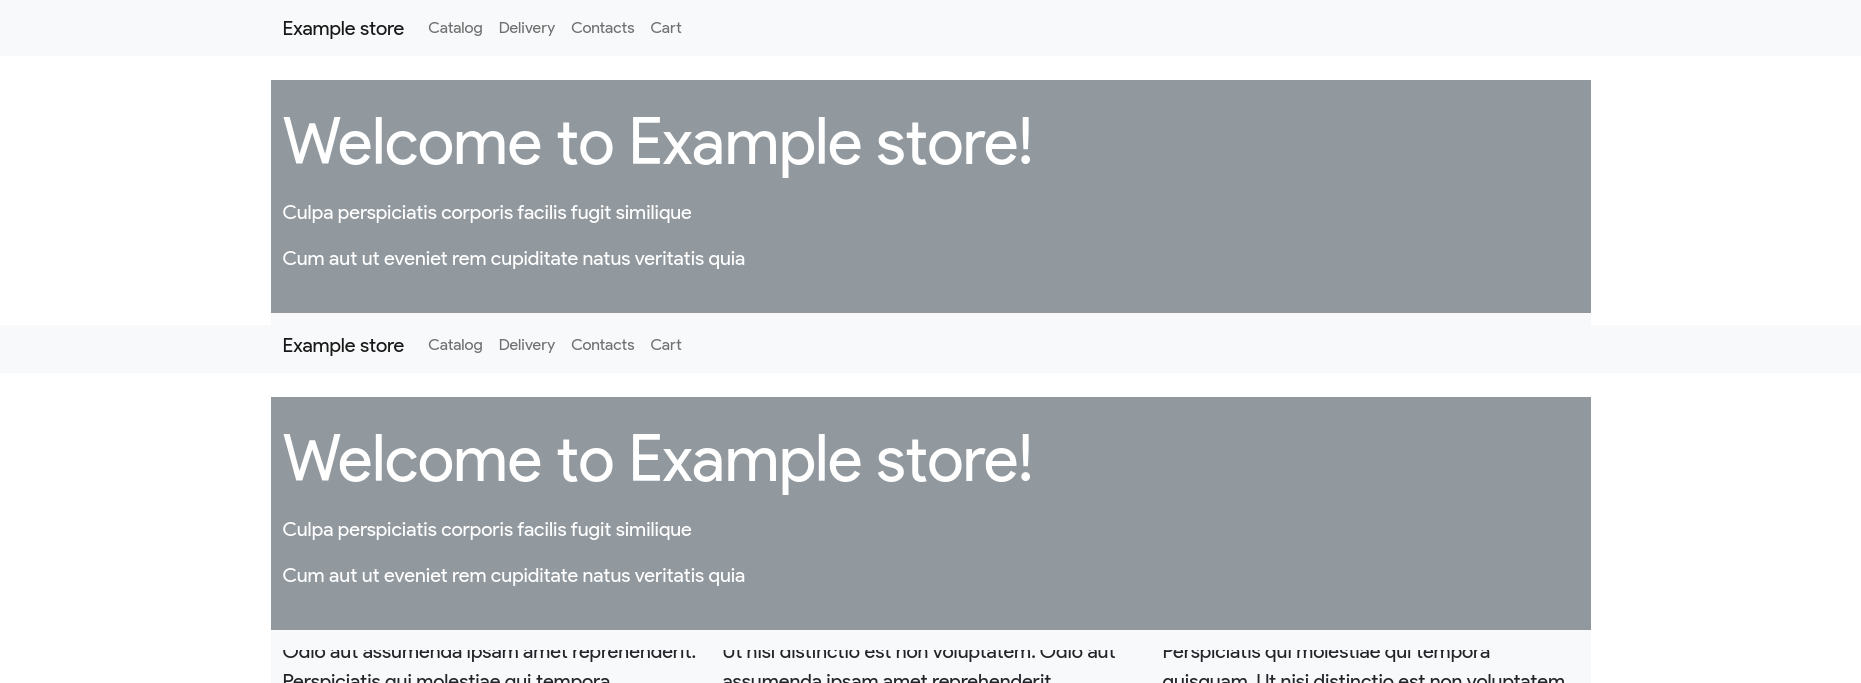 Example store Catalog Delivery Contacts Cart
Welcome to Example store!
Culpa perspiciatis corporis facilis fugit similique
Cum aut ut eveniet rem cupiditate natus veritatis quia
Example store Catalog Delivery Contacts Cart
Welcome to Example store!
Culpa perspiciatis corporis facilis fugit similique
Cum aut ut eveniet rem cupiditate natus veritatis quia
Odio aut assumenda ipsam amet reprehenderit.
Perspiciatis qui molestiae qui tempora
Ut nisi distinctio est non voluptatem. Odio aut
assumenda ipsam amet reprehenderit.
Perspiciatis qui molestiae qui tempora
quisquam. Ut nisi distinctio est non voluptatem.